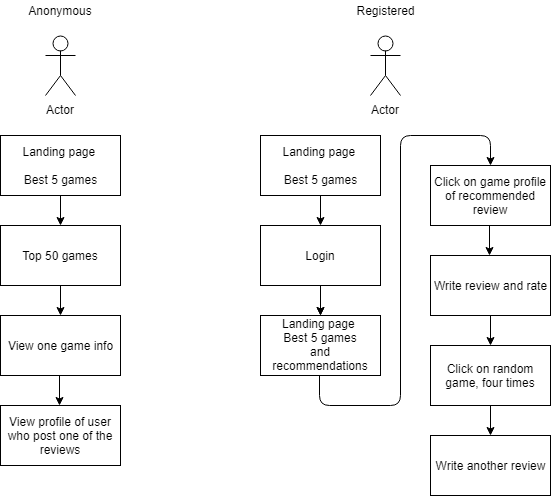 Anonymous
Actor
Landing page
Best 5 games
Top 50 games
View one game info
View profile of user
who post one of the
reviews
Registered
Actor
Landing page
Best 5 games
Login
Landing page
Best 5 games
and
recommendations
Click on game profile
of recommended
review
Write review and rate
Click on random
game, four times
Write another review